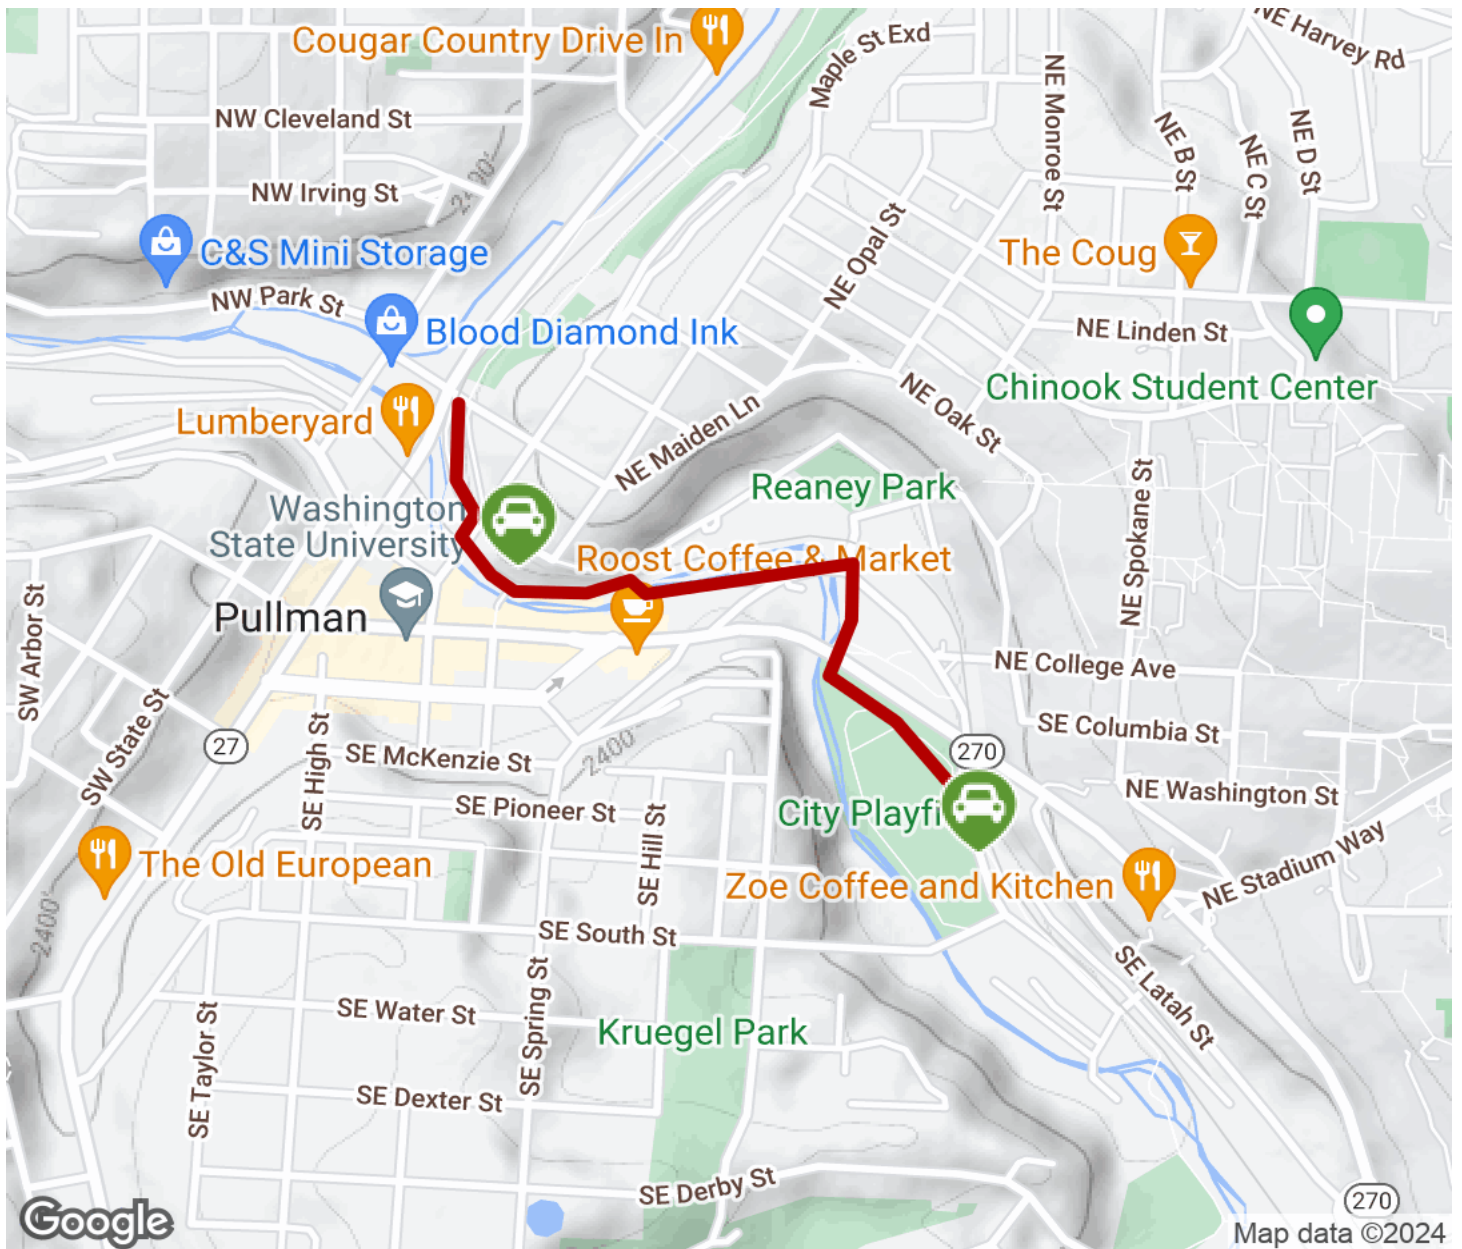 Cougar Country Drive In
Maple St Exd
NE Harvey Rd
NW Cleveland St
NE Monroe St
NE B St
NE C St
NE D St
NW Irving St
2400'
C&S Mini Storage
NE Opal St
The Coug
NW Park St
Blood Diamond Ink
NE Linden St
Chinook Student Center
Lumberyard
NE Maiden Ln
NE Oak St
Reaney Park
NE Spokane St
Washington
State University
Roost Coffee & Market
Pullman
SW Arbor St
NE College Ave
SW State St
27
SE High St
SE McKenzie St
2400'
SE Columbia St
270
SE Pioneer St
SE Hill St
City Playfi
NE Washington St
The Old European
Zoe Coffee and Kitchen
NE Stadium Way
2400'
SE South St
SE Latah St
SE Taylor St
SE Water St
SE Spring St
Kruegel Park
SE Dexter St
SE Derby St
270
Google
Map data ©2024